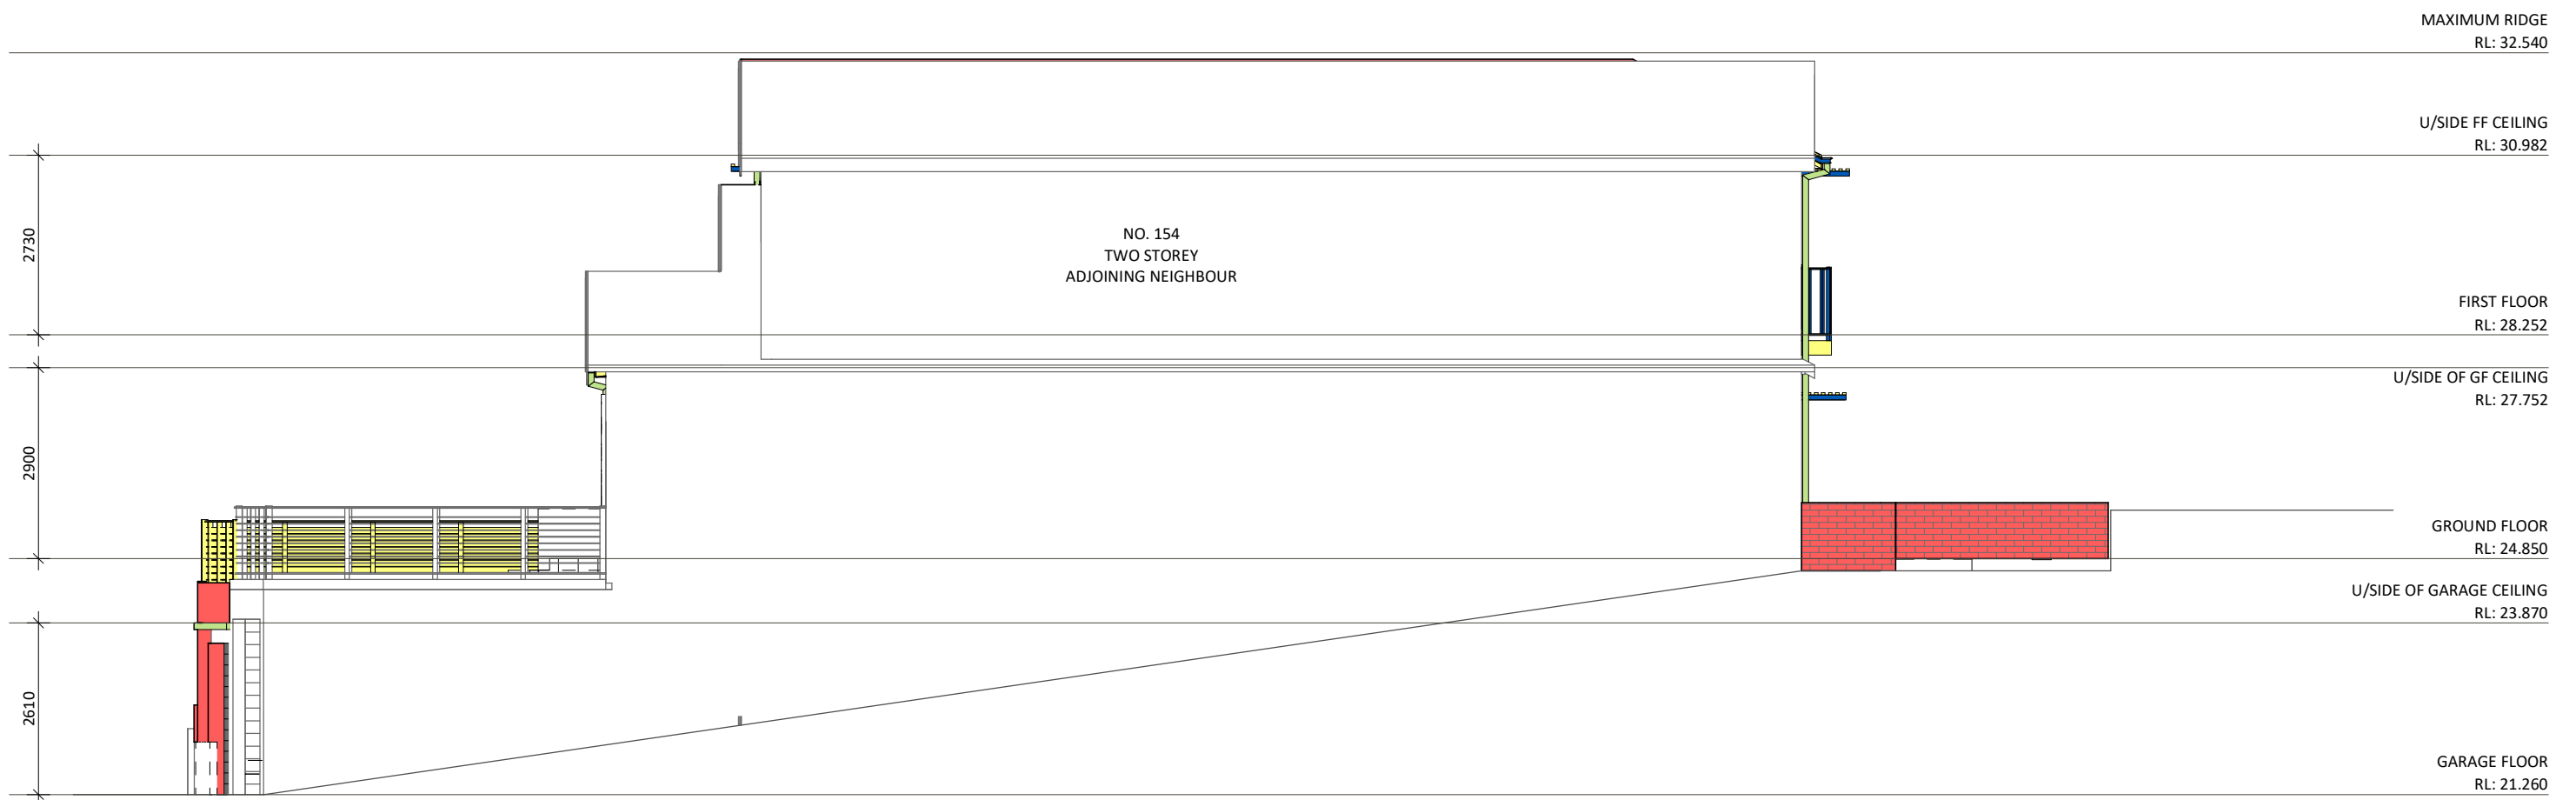 MAXIMUM RIDGE
RL: 32.540
U/SIDE FF CEILING
RL: 30.982
2730
NO. 154
TWO STOREY
ADJOINING NEIGHBOUR
FIRST FLOOR
RL: 28.252
U/SIDE OF GF CEILING
RL: 27.752
2900
GROUND FLOOR
RL: 24.850
U/SIDE OF GARAGE CEILING
RL: 23.870
2610
GARAGE FLOOR
RL: 21.260